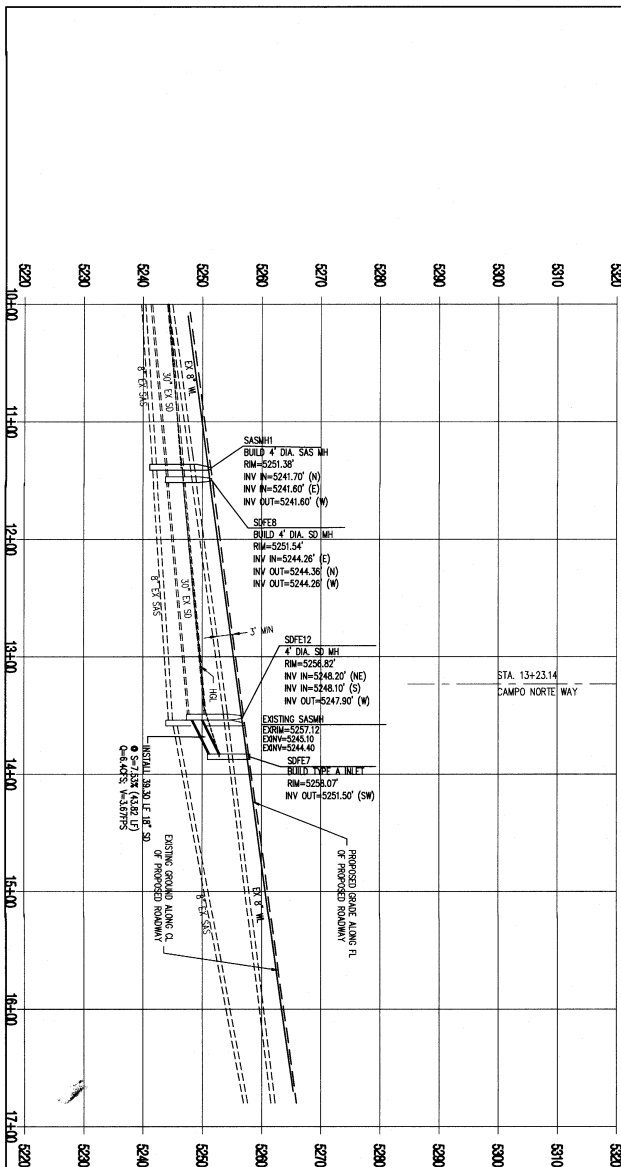 5320
5310
5300
5290
5280
5270
5260
5250
5240
5230
5220
5320
5310
5300
5290
5280
5270
5260
5250
5240
5230
5220
10+00
11+00
12+00
13+00
14+00
15+00
16+00
17+00
STA. 13+23.14
CAMPO NORTE WAY
SASMH1
BUILD 4' DIA. SAS MH
RIM=5251.38'
INV IN=5241.70' (N)
INV IN=5241.60' (E)
INV OUT=5241.60' (W)
SDFE8
BUILD 4' DIA. SD MH
RIM=5251.54'
INV IN=5244.26' (E)
INV OUT=5244.36' (N)
INV OUT=5244.26' (W)
SDFE12
4' DIA. SD MH
RIM=5256.82'
INV IN=5248.20' (NE)
INV IN=5248.10' (S)
INV OUT=5247.90' (W)
EXISTING SASMH
EXRIM=5257.12
EXINV=5245.10
EXINV=5244.40
SDFE7
BUILD TYPE A INLET
RIM=5258.07'
INV OUT=5251.50' (SW)
PROPOSED GRADE ALONG FL
OF PROPOSED ROADWAY
EX 8" WL
30" EX SD
8" EX SAS
3' MIN
HGL
30" EX SD
8" EX SAS
EX 8" WL
8" EX SAS
INSTALL 39.30 LF 18" SD
@ S=7.53% (43.82 LF)
Q=6.4CFS, V=3.67FPS
EXISTING GROUND ALONG CL
OF PROPOSED ROADWAY